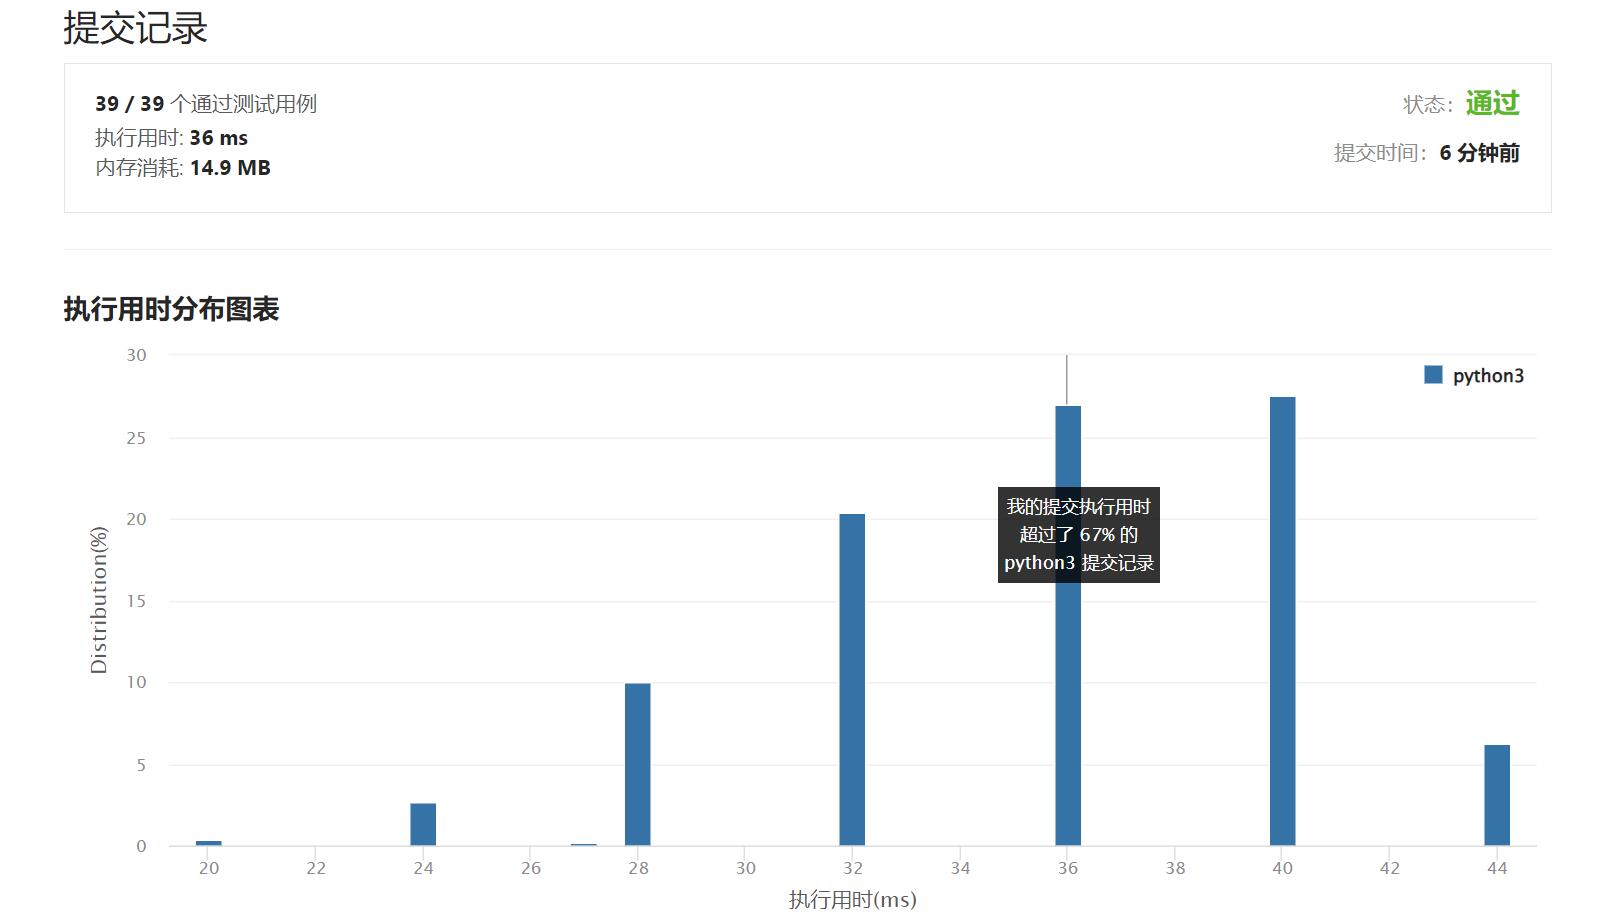 提交记录
39 / 39 个通过测试用例
状态：通过
执行用时: 36 ms
提交时间：6 分钟前
内存消耗: 14.9 MB
执行用时分布图表
30
python3
25
我的提交执行用时
超过了 67% 的
python3 提交记录
20
15
10
5
0
Distribution(%)
20 22 24 26 28 30 32 34 36 38 40 42 44
执行用时(ms)